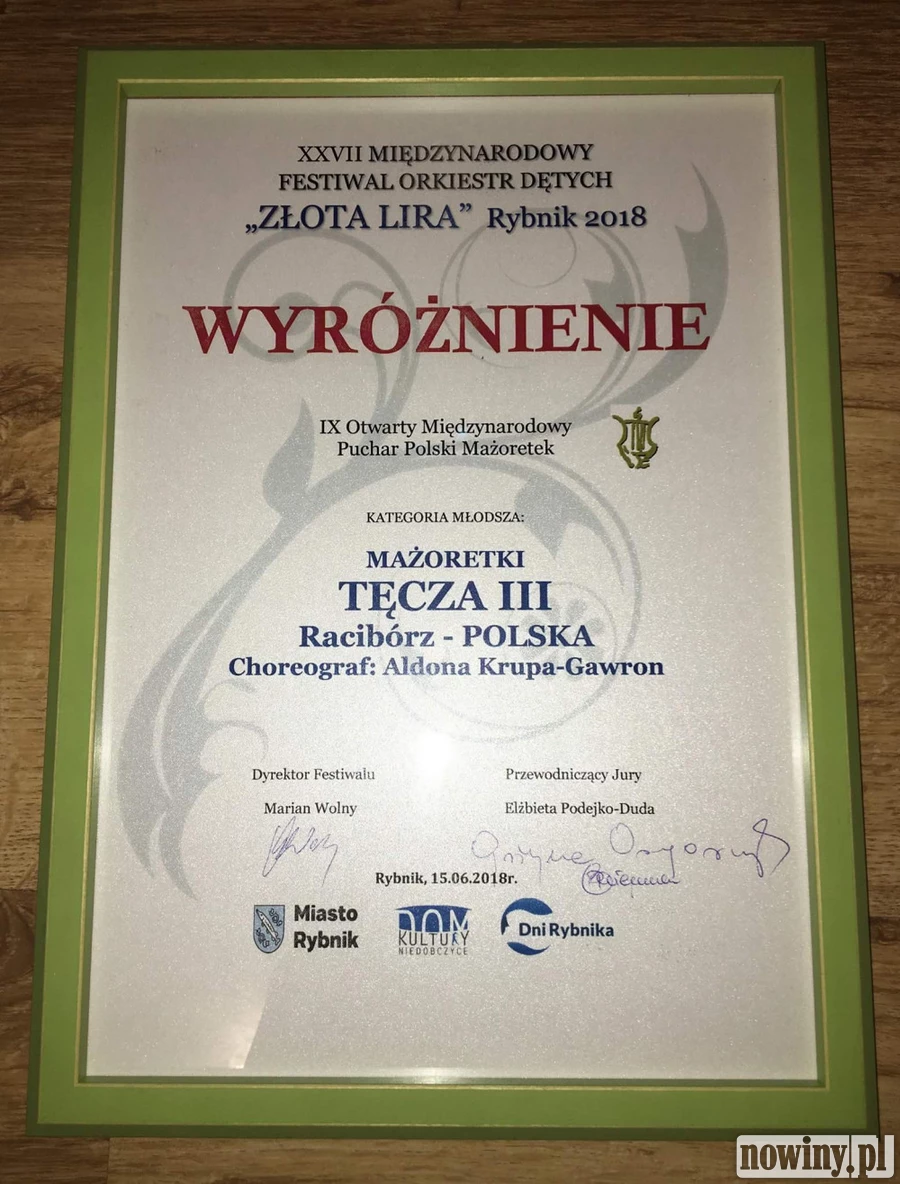 XXVII MIĘDZYNARODOWY
FESTIWAL ORKIESTR DĘTYCH
„ZŁOTA LIRA” Rybnik 2018
WYRÓŻNIENIE
IX Otwarty Międzynarodowy
Puchar Polski Mażoretek
KATEGORIA MŁODSZA:
MAŻORETKI
TĘCZA III
Racibórz - POLSKA
Choreograf: Aldona Krupa-Gawron
Dyrektor Festiwalu
Marian Wolny
Przewodniczący Jury
Elżbieta Podejko-Duda
Rybnik, 15.06.2018r.
Miasto
Rybnik
DOM
KULTURY
NIEDOBCZYCE
Dni Rybnika
nowiny.pl